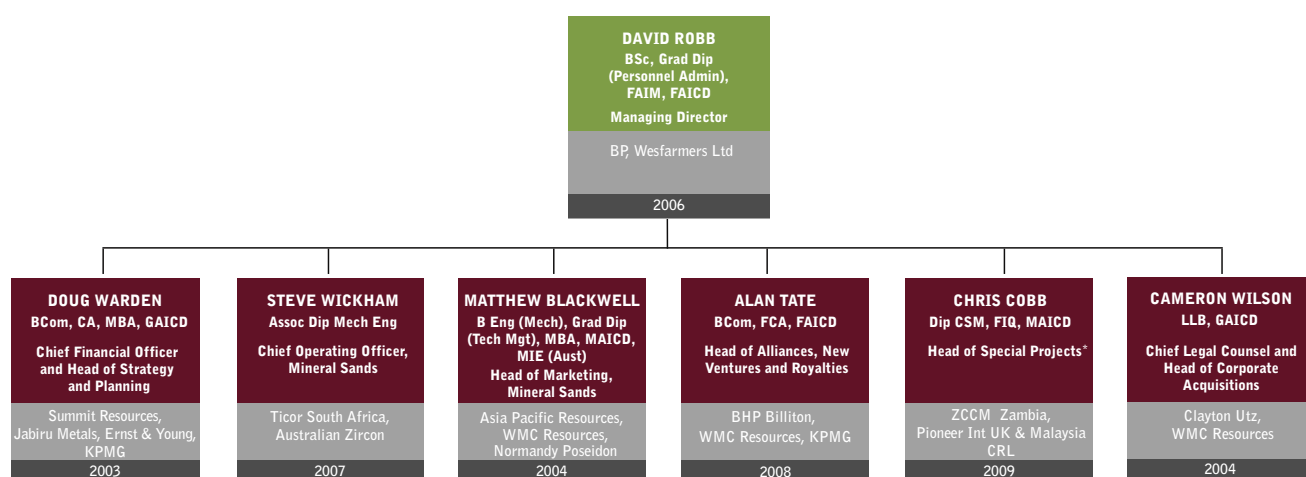 DAVID ROBB
BSc, Grad Dip
(Personnel Admin),
FAIM, FAICD
Managing Director
BP, Wesfarmers Ltd
2006
DOUG WARDEN
BCom, CA, MBA, GAICD
Chief Financial Officer
and Head of Strategy
and Planning
Summit Resources,
Jabiru Metals, Ernst & Young,
KPMG
2003
STEVE WICKHAM
Assoc Dip Mech Eng
Chief Operating Officer,
Mineral Sands
Ticor South Africa,
Australian Zircon
2007
MATTHEW BLACKWELL
B Eng (Mech), Grad Dip
(Tech Mgt), MBA, MAICD,
MIE (Aust)
Head of Marketing,
Mineral Sands
Asia Pacific Resources,
WMC Resources,
Normandy Poseidon
2004
ALAN TATE
BCom, FCA, FAICD
Head of Alliances, New
Ventures and Royalties
BHP Billiton,
WMC Resources, KPMG
2008
CHRIS COBB
Dip CSM, FIQ, MAICD
Head of Special Projects*
ZCCM Zambia,
Pioneer Int UK & Malaysia
CRL
2009
CAMERON WILSON
LLB, GAICD
Chief Legal Counsel and
Head of Corporate
Acquisitions
Clayton Utz,
WMC Resources
2004